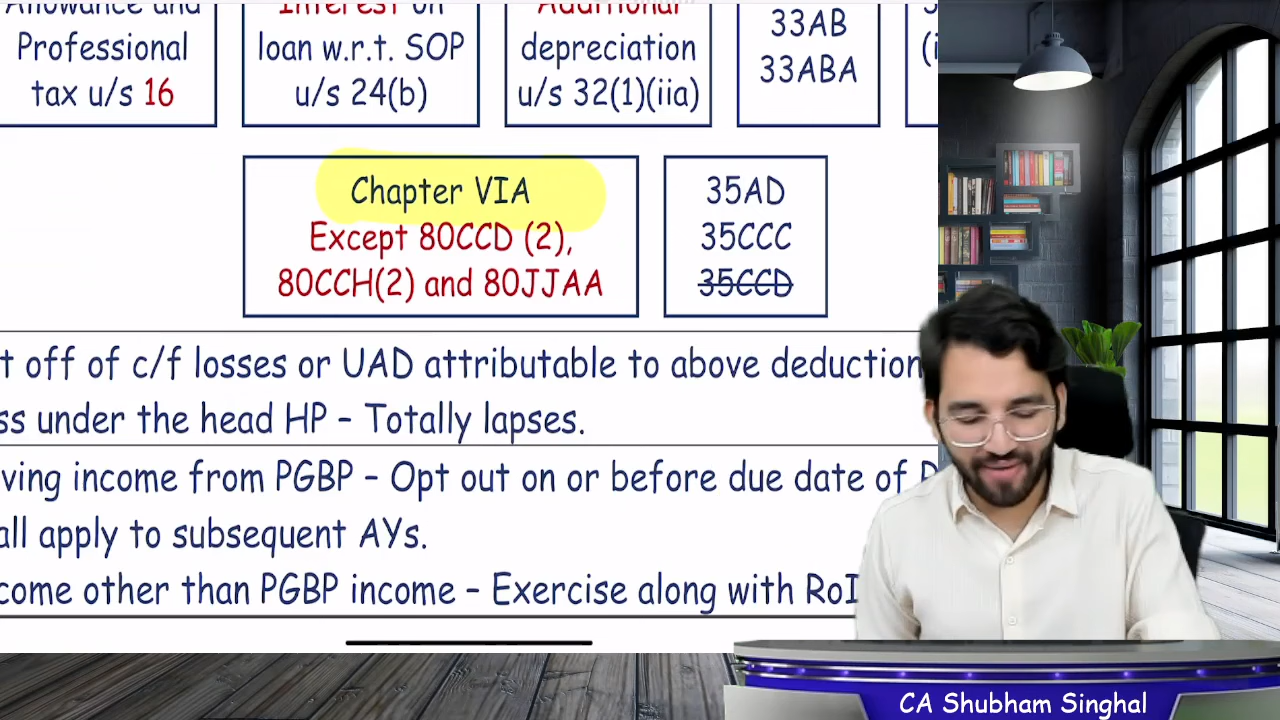 Allowance and
Professional
tax u/s 16
Interest on
loan w.r.t. SOP
u/s 24(b)
Additional
depreciation
u/s 32(1)(iia)
33AB
33ABA
Chapter VIA
Except 80CCD (2),
80CCH(2) and 80JJAA
35AD
35CCC
35CCD
t off of c/f losses or UAD attributable to above deduction
ss under the head HP – Totally lapses.
ving income from PGBP – Opt out on or before due date of
all apply to subsequent AYs.
come other than PGBP income – Exercise along with RoI
CA Shubham Singhal